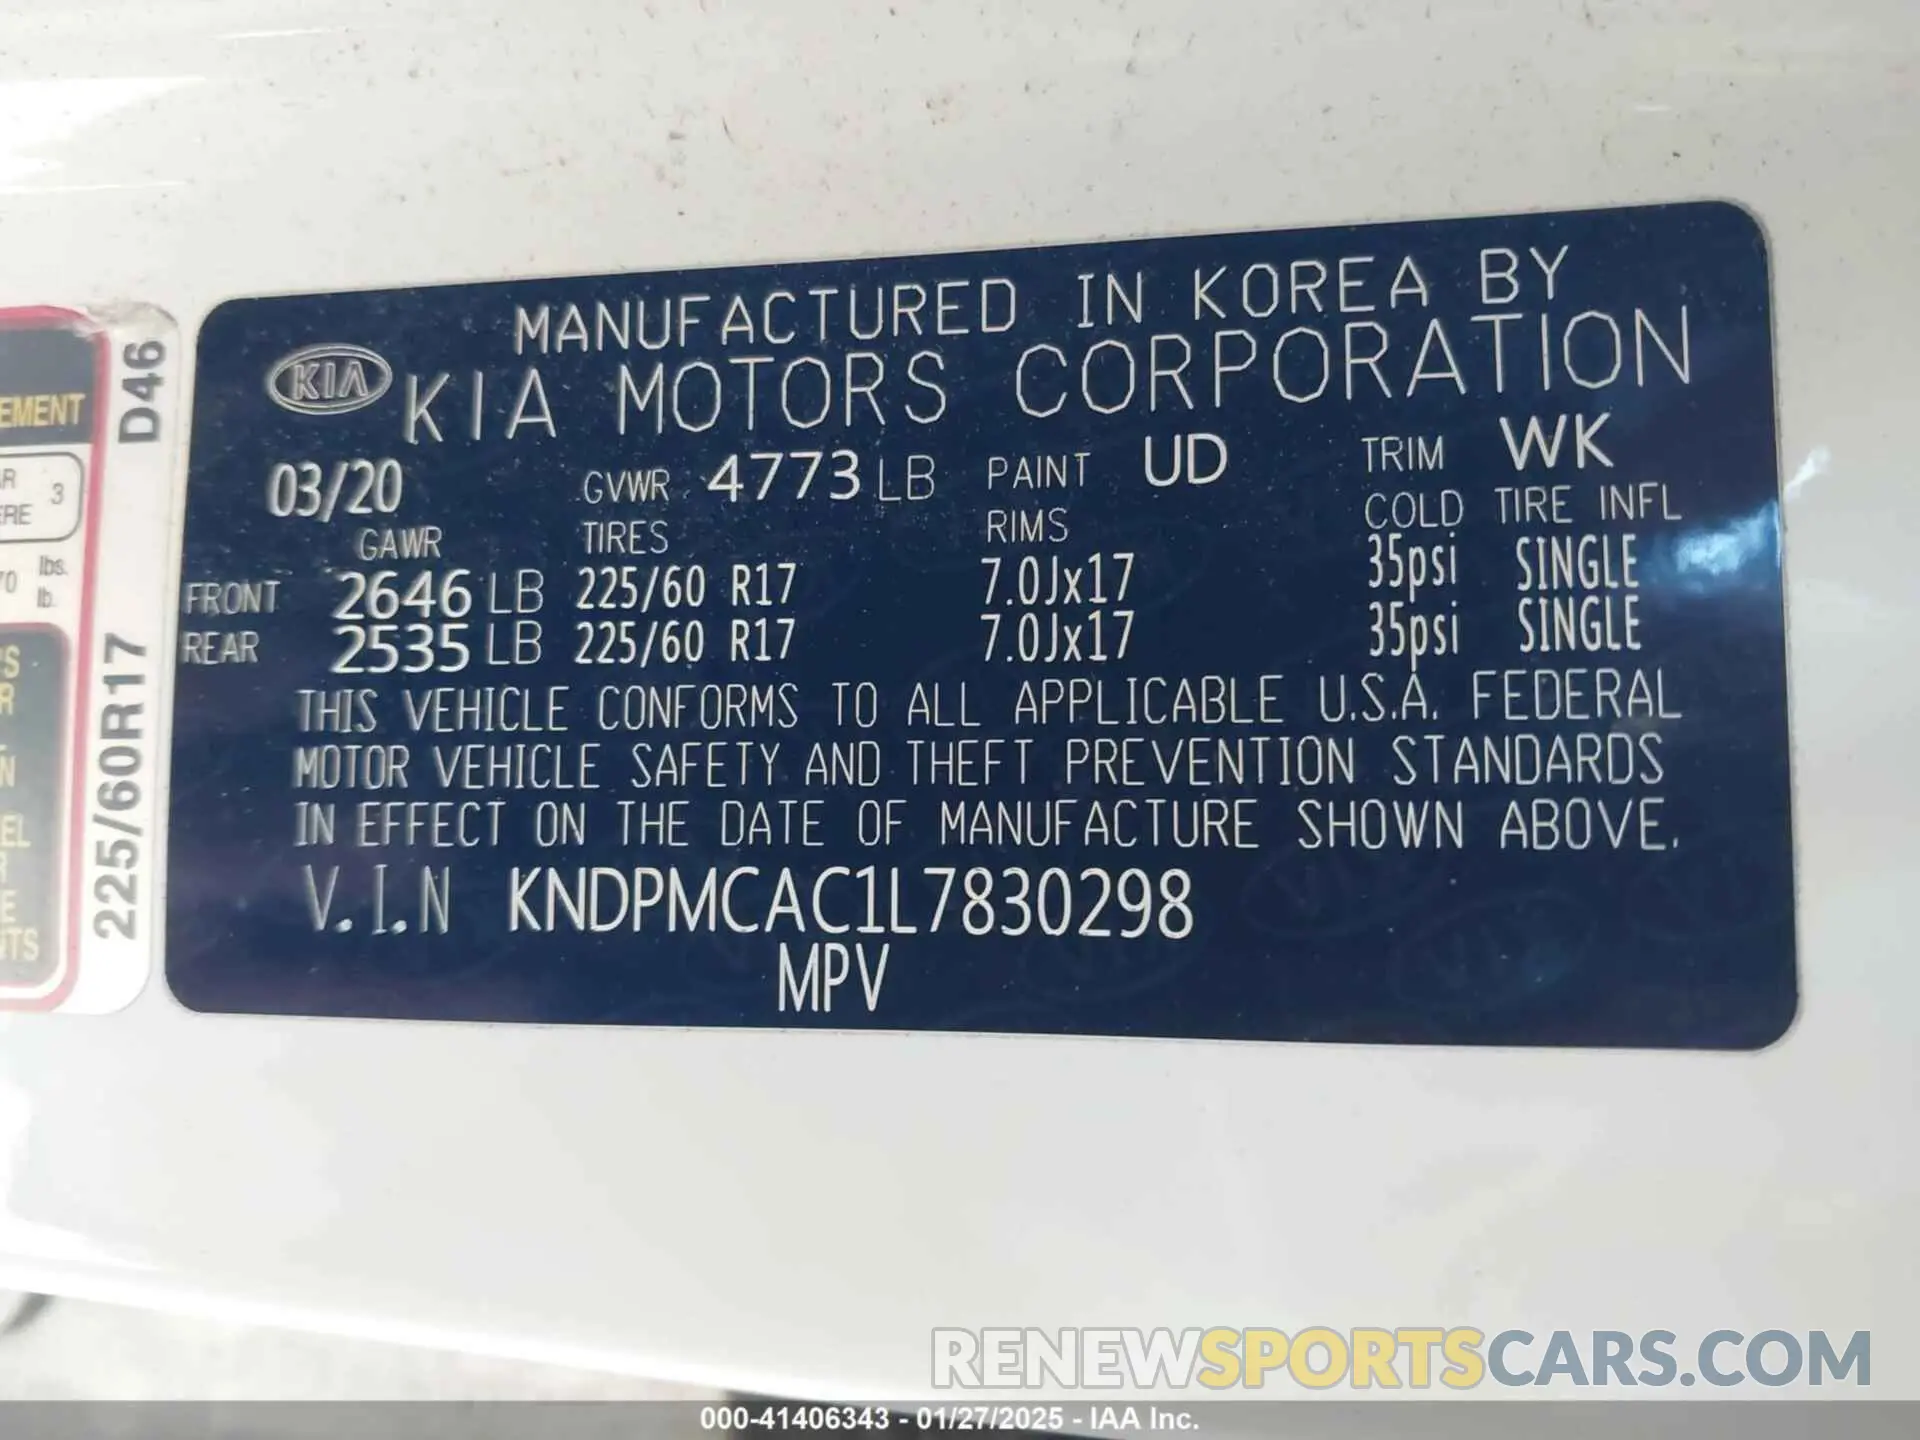 MANUFACTURED IN KOREA BY
KIA KIA MOTORS CORPORATION
03/20 GVWR 4773 LB PAINT UD TRIM WK
GAWR TIRES RIMS COLD TIRE INFL
FRONT 2646 LB 225/60 R17 7.0Jx17 35psi SINGLE
REAR 2535 LB 225/60 R17 7.0Jx17 35psi SINGLE
THIS VEHICLE CONFORMS TO ALL APPLICABLE U.S.A. FEDERAL
MOTOR VEHICLE SAFETY AND THEFT PREVENTION STANDARDS
IN EFFECT ON THE DATE OF MANUFACTURE SHOWN ABOVE.
V.I.N KNDPMCAC1L7830298
MPV
D46
225/60R17
3
lbs.
lb.
RENEWSPORTSCARS.COM
000-41406343 - 01/27/2025 - IAA Inc.